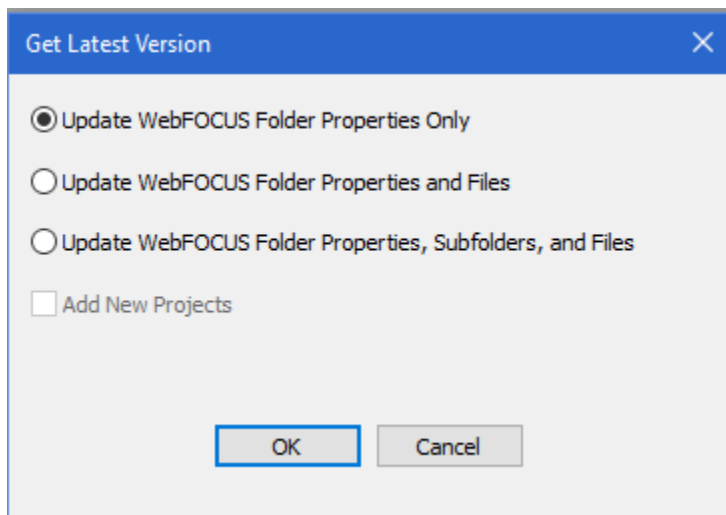 Get Latest Version
Update WebFOCUS Folder Properties Only
Update WebFOCUS Folder Properties and Files
Update WebFOCUS Folder Properties, Subfolders, and Files
Add New Projects
OK Cancel